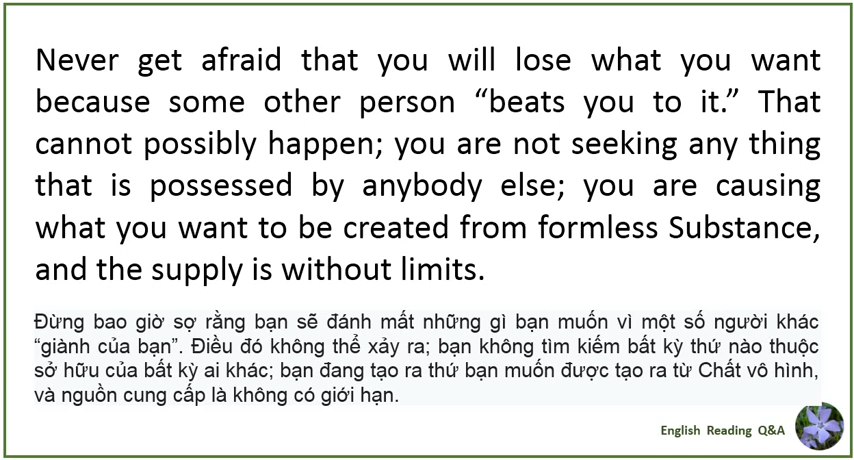 Never get afraid that you will lose what you want
because some other person “beats you to it.” That
cannot possibly happen; you are not seeking any thing
that is possessed by anybody else; you are causing
what you want to be created from formless Substance,
and the supply is without limits.
Đừng bao giờ sợ rằng bạn sẽ đánh mất những gì bạn muốn vì một số người khác
“giành của bạn”. Điều đó không thể xảy ra; bạn không tìm kiếm bất kỳ thứ nào thuộc
sở hữu của bất kỳ ai khác; bạn đang tạo ra thứ bạn muốn được tạo ra từ Chất vô hình,
và nguồn cung cấp là không có giới hạn.
English Reading Q&A